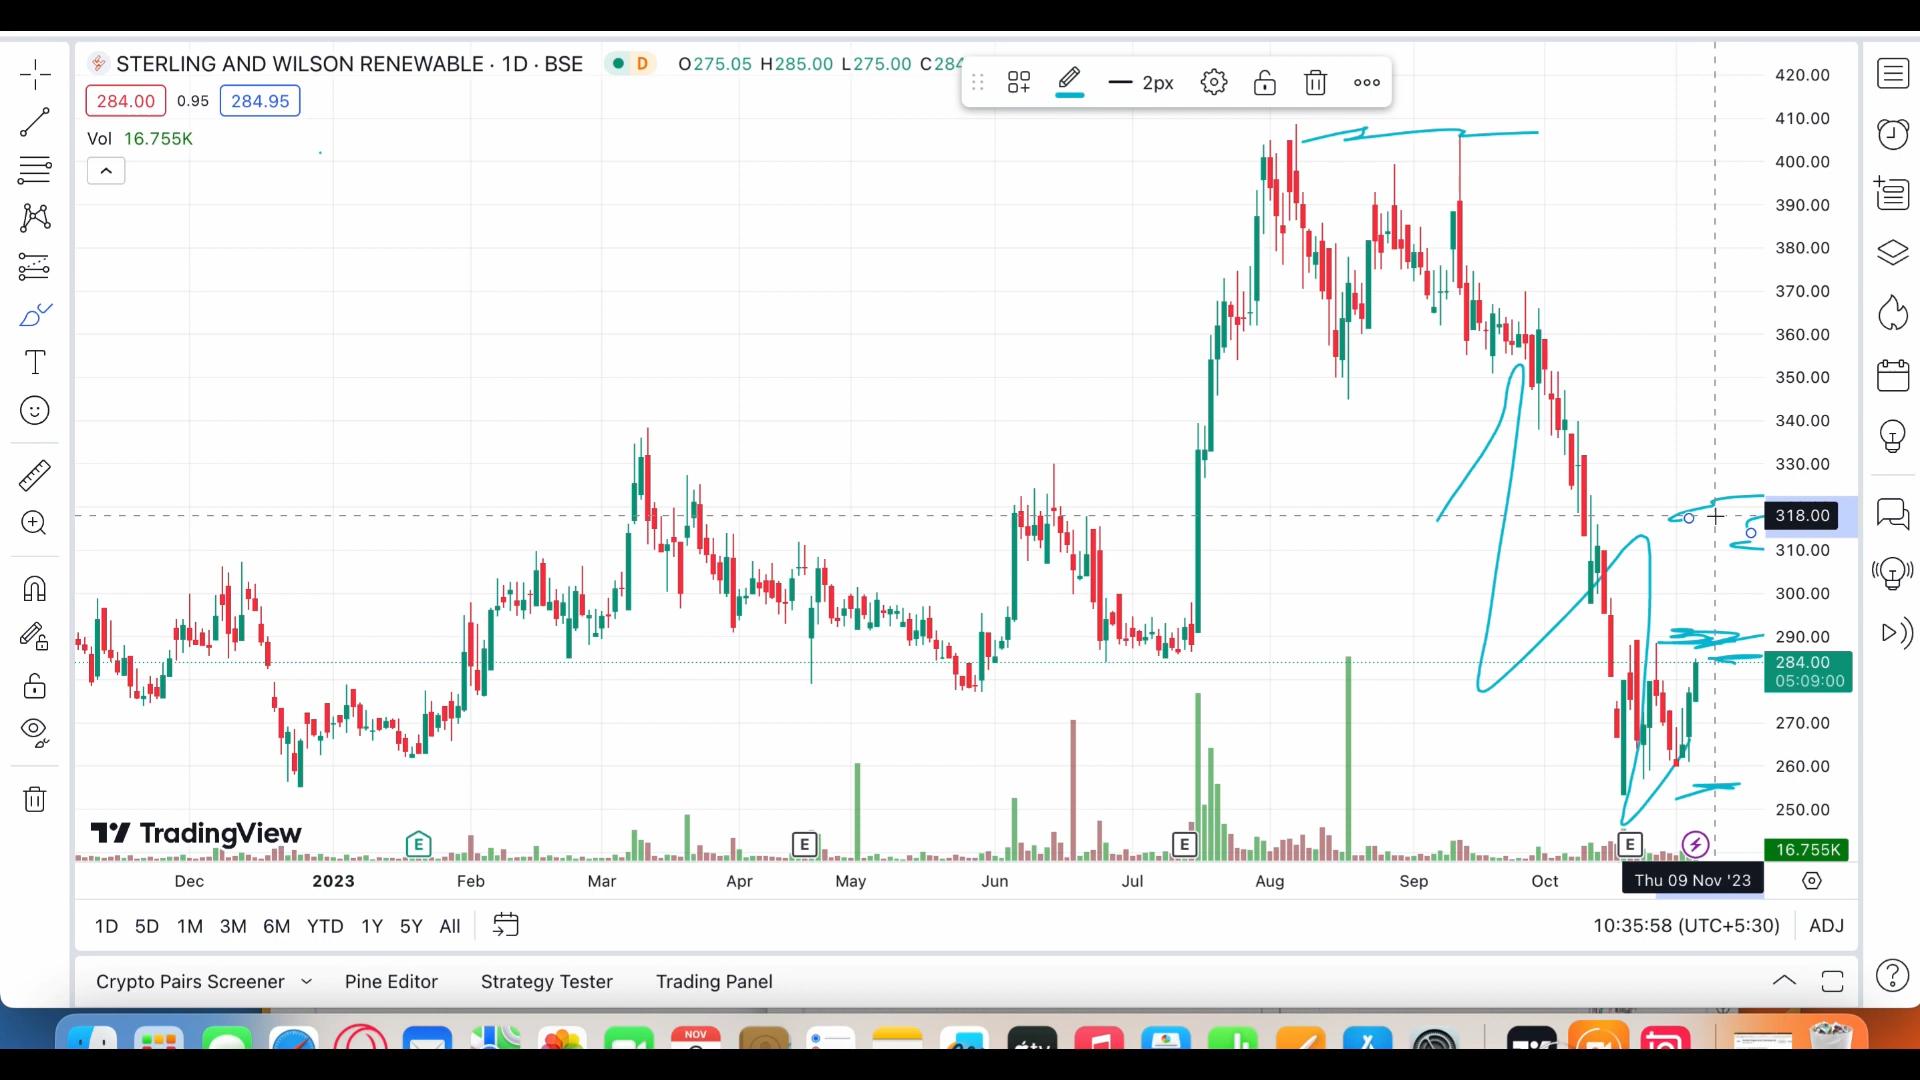 STERLING AND WILSON RENEWABLE · 1D · BSE D O275.05 H285.00 L275.00 C284
284.00 0.95 284.95
Vol 16.755K
2px
420.00
410.00
400.00
390.00
380.00
370.00
360.00
350.00
340.00
330.00
318.00
310.00
300.00
290.00
284.00
05:09:00
270.00
260.00
250.00
16.755K
TradingView
E E E E
Dec 2023 Feb Mar Apr May Jun Jul Aug Sep Oct Thu 09 Nov '23
1D 5D 1M 3M 6M YTD 1Y 5Y All 10:35:58 (UTC+5:30) ADJ
Crypto Pairs Screener Pine Editor Strategy Tester Trading Panel
NOV